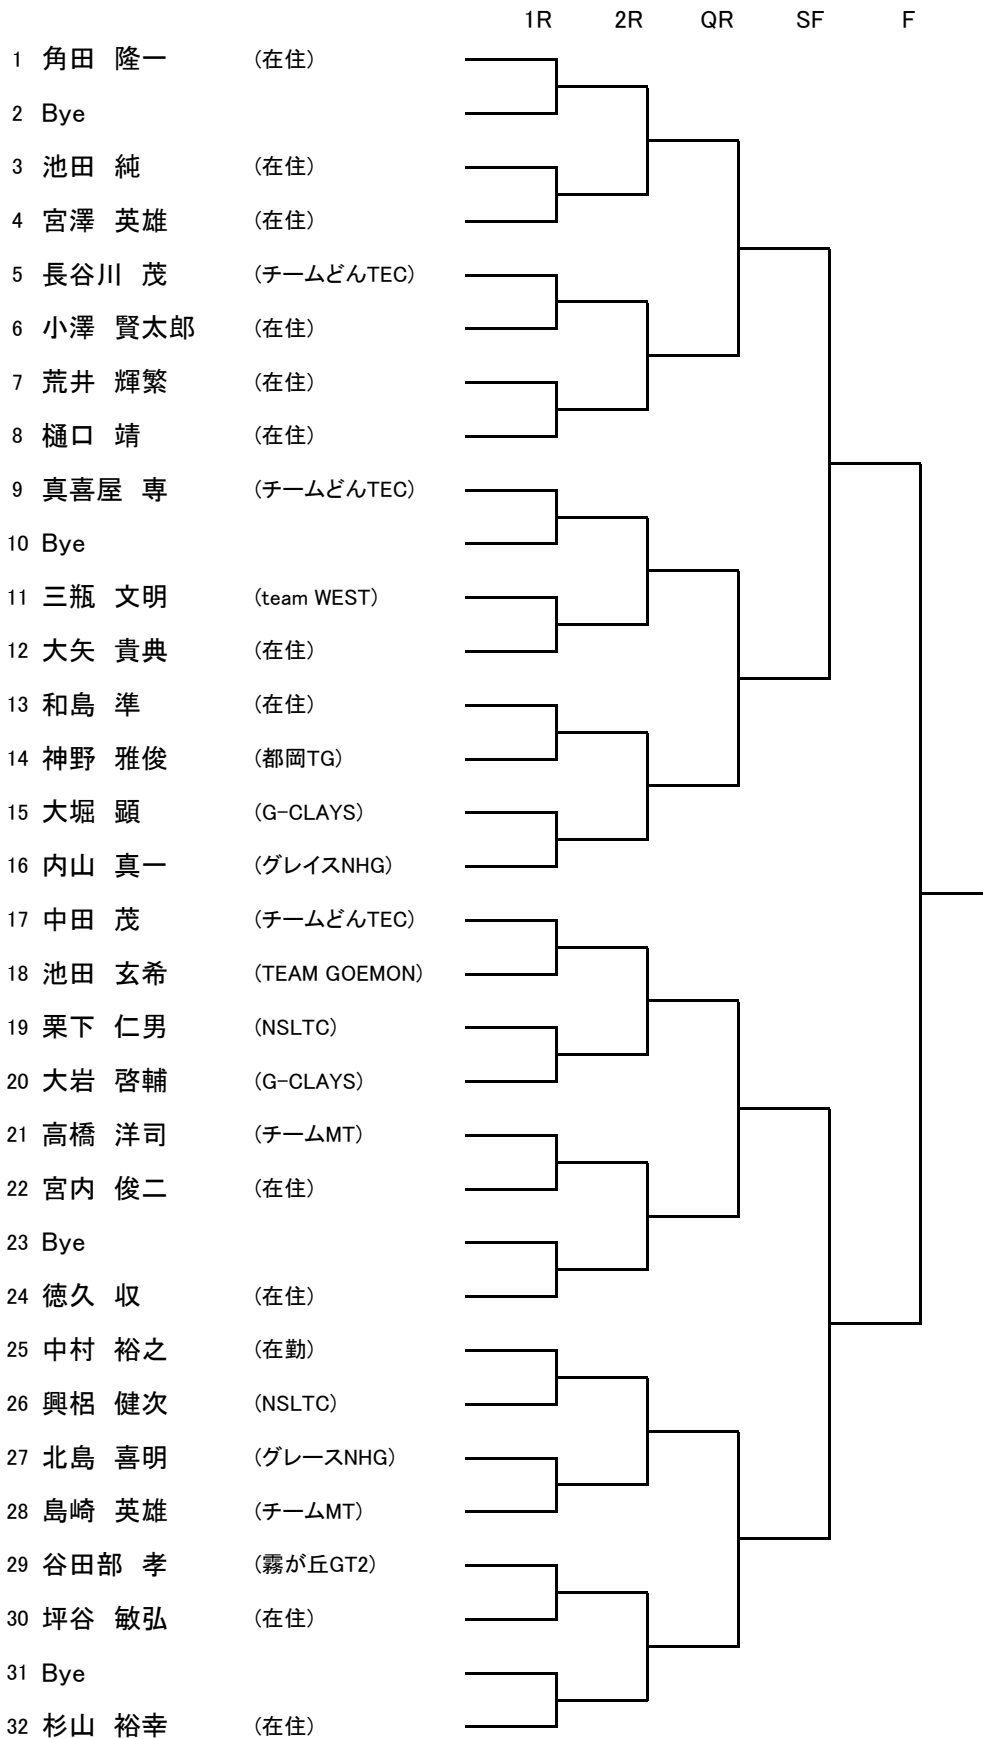 1R 2R QR SF F
1 角田 隆一 (在住)
2 Bye
3 池田 純 (在住)
4 宮澤 英雄 (在住)
5 長谷川 茂 (チームどんTEC)
6 小澤 賢太郎 (在住)
7 荒井 輝繁 (在住)
8 樋口 靖 (在住)
9 真喜屋 専 (チームどんTEC)
10 Bye
11 三瓶 文明 (team WEST)
12 大矢 貴典 (在住)
13 和島 準 (在住)
14 神野 雅俊 (都岡TG)
15 大堀 顕 (G-CLAYS)
16 内山 真一 (グレイスNHG)
17 中田 茂 (チームどんTEC)
18 池田 玄希 (TEAM GOEMON)
19 栗下 仁男 (NSLTC)
20 大岩 啓輔 (G-CLAYS)
21 高橋 洋司 (チームMT)
22 宮内 俊二 (在住)
23 Bye
24 徳久 収 (在住)
25 中村 裕之 (在勤)
26 興梠 健次 (NSLTC)
27 北島 喜明 (グレースNHG)
28 島崎 英雄 (チームMT)
29 谷田部 孝 (霧が丘GT2)
30 坪谷 敏弘 (在住)
31 Bye
32 杉山 裕幸 (在住)